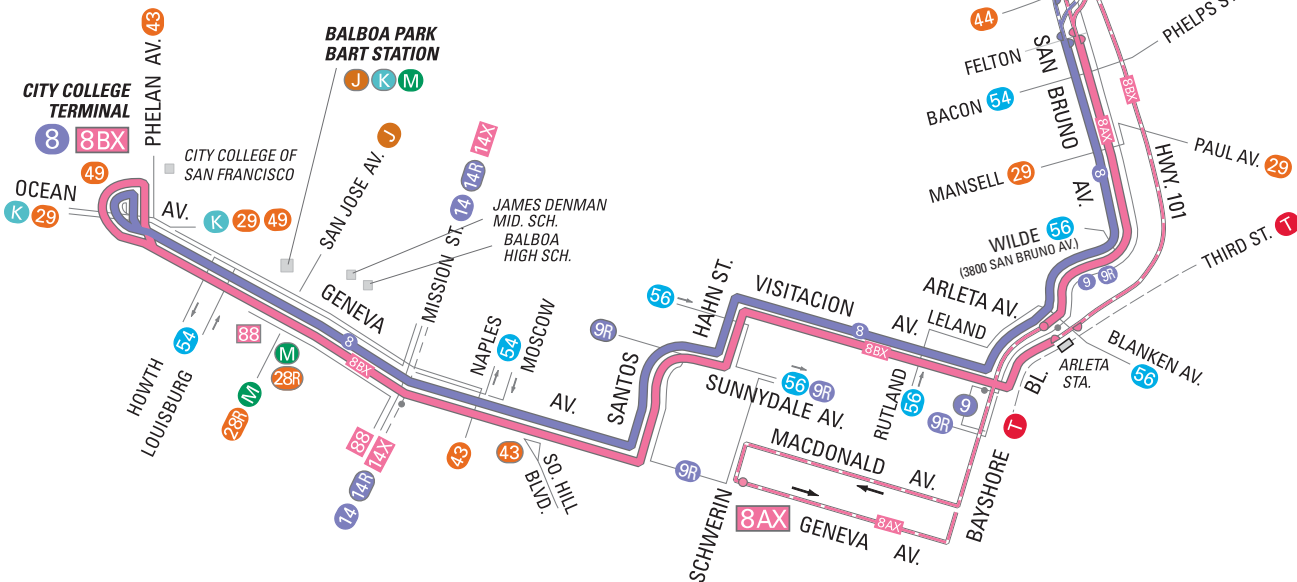 43
PHELAN AV.
CITY COLLEGE
TERMINAL
8 8BX
49
OCEAN
K 29
AV.
K 29 49
CITY COLLEGE OF
SAN FRANCISCO
BALBOA PARK
BART STATION
J K M
SAN JOSE AV. J
14X
14 14R
MISSION ST.
JAMES DENMAN
MID. SCH.
BALBOA
HIGH SCH.
GENEVA
8
8BX
HOWTH
54
LOUISBURG
88
M
28R
M
28R
88
14X
14 14R
NAPLES
54
MOSCOW
43
43
AV.
SO. HILL
BLVD.
SANTOS
9R
56
HAHN ST.
VISITACION
8
8BX
AV.
SUNNYDALE AV.
56 9R
9R
RUTLAND
56
LELAND
ARLETA AV.
9R
9
SCHWERIN
MACDONALD
AV.
8AX
GENEVA
8AX
AV.
BAYSHORE
BL.
T
ARLETA
STA.
BLANKEN AV.
56
THIRD ST. T
9 9R
WILDE 56
(3800 SAN BRUNO AV.)
HWY. 101
8
AV.
MANSELL 29
PAUL AV. 29
8AX
8BX
BACON 54
PHELPS
FELTON
SAN BRUNO
44